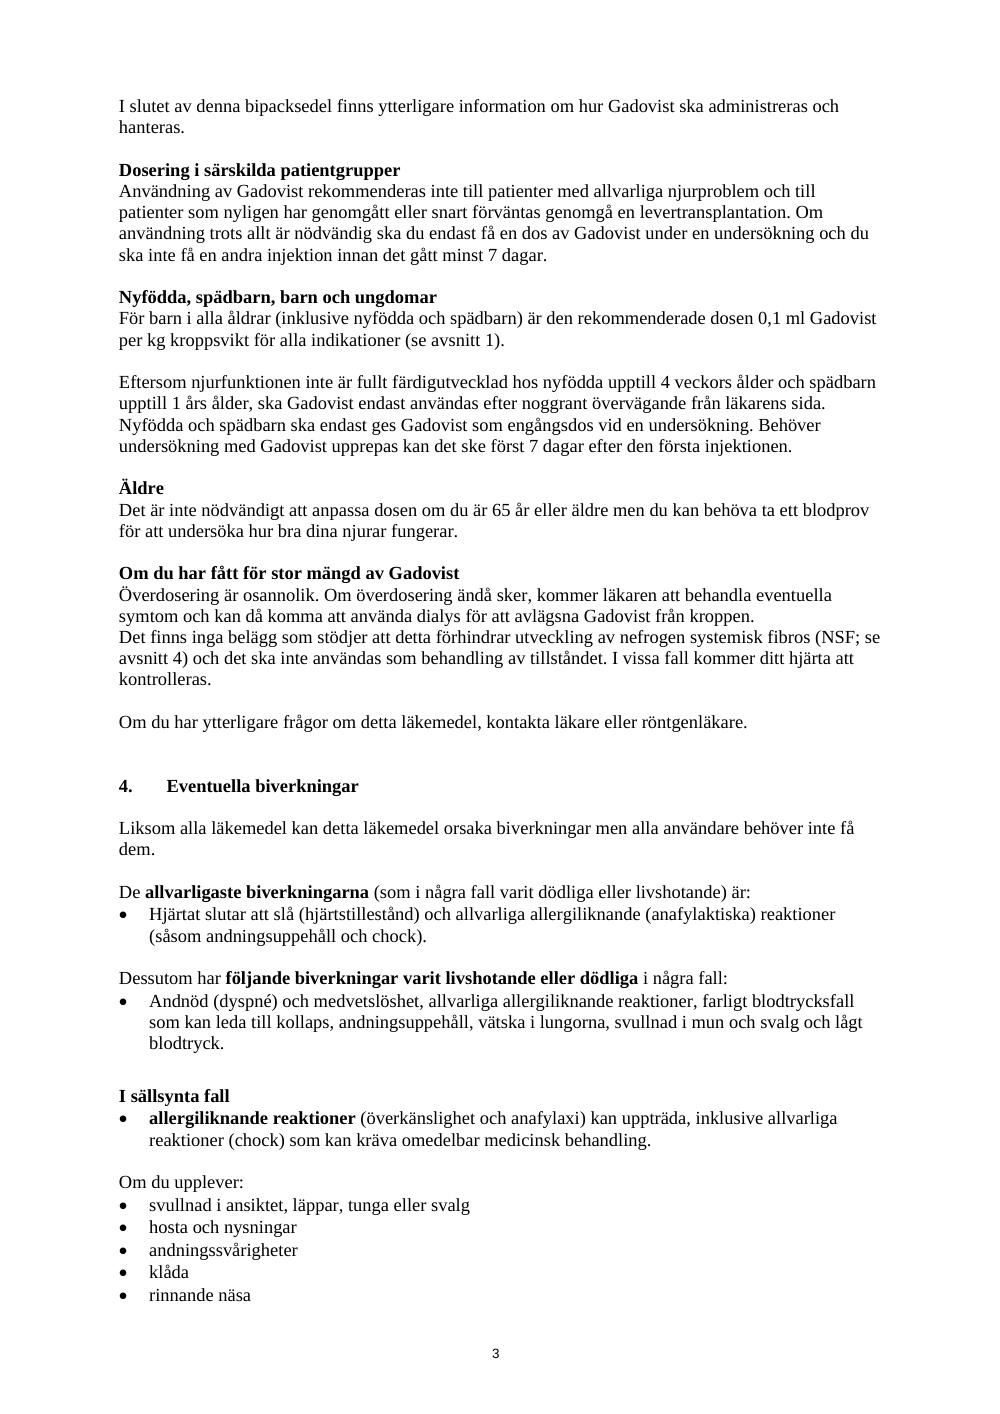 I slutet av denna bipacksedel finns ytterligare information om hur Gadovist ska administreras och
hanteras.
Dosering i särskilda patientgrupper
Användning av Gadovist rekommenderas inte till patienter med allvarliga njurproblem och till
patienter som nyligen har genomgått eller snart förväntas genomgå en levertransplantation. Om
användning trots allt är nödvändig ska du endast få en dos av Gadovist under en undersökning och du
ska inte få en andra injektion innan det gått minst 7 dagar.
Nyfödda, spädbarn, barn och ungdomar
För barn i alla åldrar (inklusive nyfödda och spädbarn) är den rekommenderade dosen 0,1 ml Gadovist
per kg kroppsvikt för alla indikationer (se avsnitt 1).
Eftersom njurfunktionen inte är fullt färdigutvecklad hos nyfödda upptill 4 veckors ålder och spädbarn
upptill 1 års ålder, ska Gadovist endast användas efter noggrant övervägande från läkarens sida.
Nyfödda och spädbarn ska endast ges Gadovist som engångsdos vid en undersökning. Behöver
undersökning med Gadovist upprepas kan det ske först 7 dagar efter den första injektionen.
Äldre
Det är inte nödvändigt att anpassa dosen om du är 65 år eller äldre men du kan behöva ta ett blodprov
för att undersöka hur bra dina njurar fungerar.
Om du har fått för stor mängd av Gadovist
Överdosering är osannolik. Om överdosering ändå sker, kommer läkaren att behandla eventuella
symtom och kan då komma att använda dialys för att avlägsna Gadovist från kroppen.
Det finns inga belägg som stödjer att detta förhindrar utveckling av nefrogen systemisk fibros (NSF; se
avsnitt 4) och det ska inte användas som behandling av tillståndet. I vissa fall kommer ditt hjärta att
kontrolleras.
Om du har ytterligare frågor om detta läkemedel, kontakta läkare eller röntgenläkare.
4. Eventuella biverkningar
Liksom alla läkemedel kan detta läkemedel orsaka biverkningar men alla användare behöver inte få
dem.
De allvarligaste biverkningarna (som i några fall varit dödliga eller livshotande) är:
• Hjärtat slutar att slå (hjärtstillestånd) och allvarliga allergiliknande (anafylaktiska) reaktioner
(såsom andningsuppehåll och chock).
Dessutom har följande biverkningar varit livshotande eller dödliga i några fall:
• Andnöd (dyspné) och medvetslöshet, allvarliga allergiliknande reaktioner, farligt blodtrycksfall
som kan leda till kollaps, andningsuppehåll, vätska i lungorna, svullnad i mun och svalg och lågt
blodtryck.
I sällsynta fall
• allergiliknande reaktioner (överkänslighet och anafylaxi) kan uppträda, inklusive allvarliga
reaktioner (chock) som kan kräva omedelbar medicinsk behandling.
Om du upplever:
• svullnad i ansiktet, läppar, tunga eller svalg
• hosta och nysningar
• andningssvårigheter
• klåda
• rinnande näsa
3